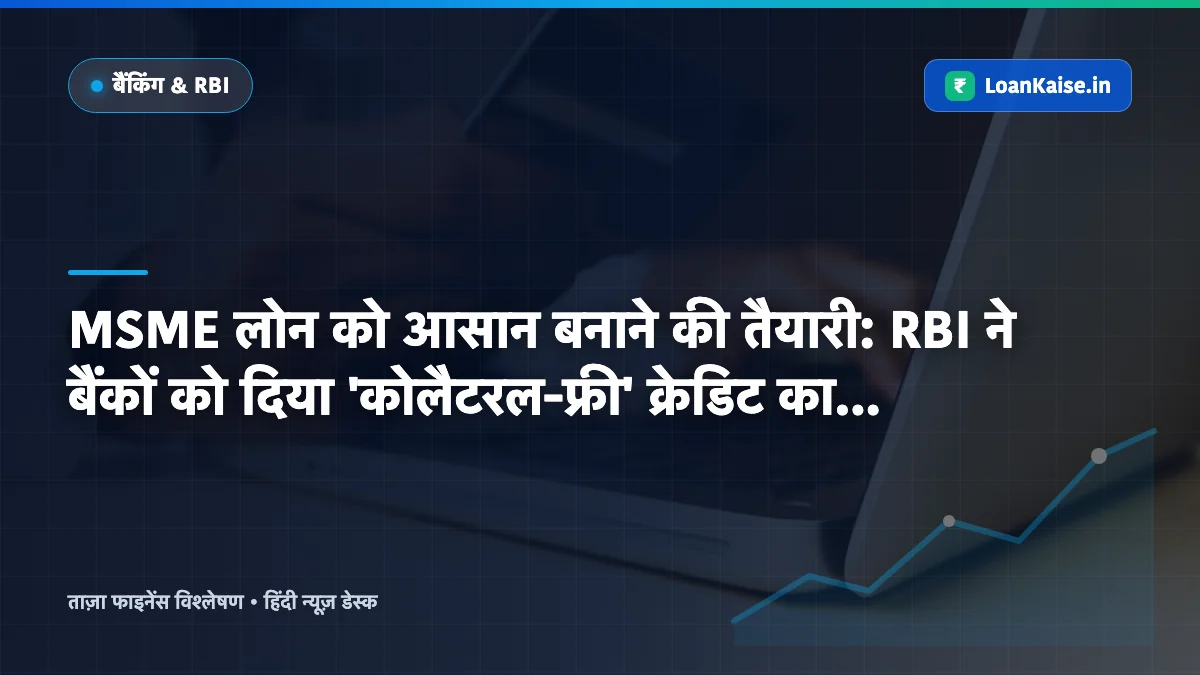 बैंकिंग & RBI
₹ LoanKaise.in
MSME लोन को आसान बनाने की तैयारी: RBI ने
बैंकों को दिया 'कोलैटरल-फ्री' क्रेडिट का...
ताज़ा फाइनेंस विश्लेषण • हिंदी न्यूज़ डेस्क